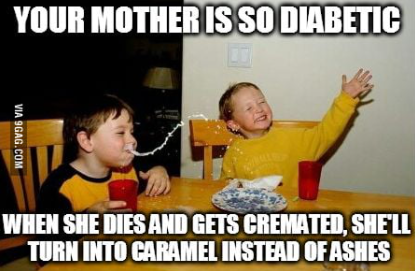 YOUR MOTHER IS SO DIABETIC
VIA 9GAG.COM
WHEN SHE DIES AND GETS CREMATED, SHE'LL
TURN INTO CARAMEL INSTEAD OF ASHES